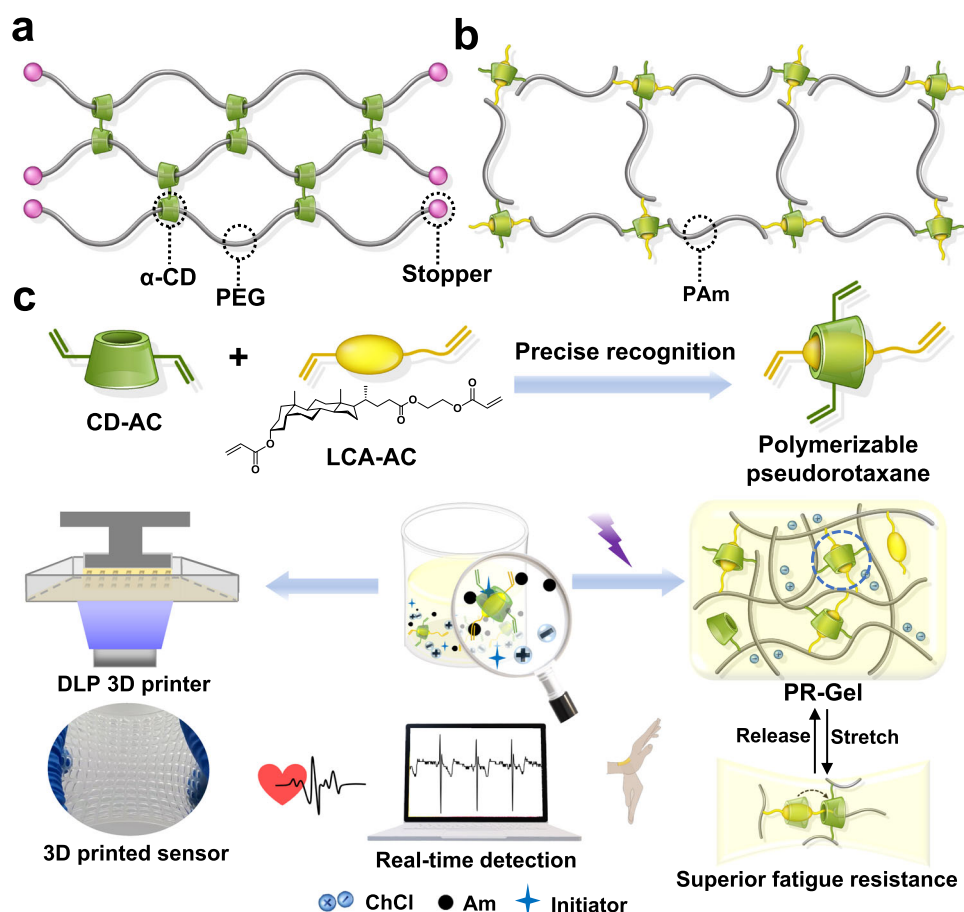 a
b
α-CD
PEG
Stopper
PAm
c
CD-AC
+
O
O
O
O
O
O
LCA-AC
Precise recognition
Polymerizable
pseudorotaxane
DLP 3D printer
PR-Gel
Release
Stretch
3D printed sensor
Real-time detection
Superior fatigue resistance
ChCl
Am
Initiator